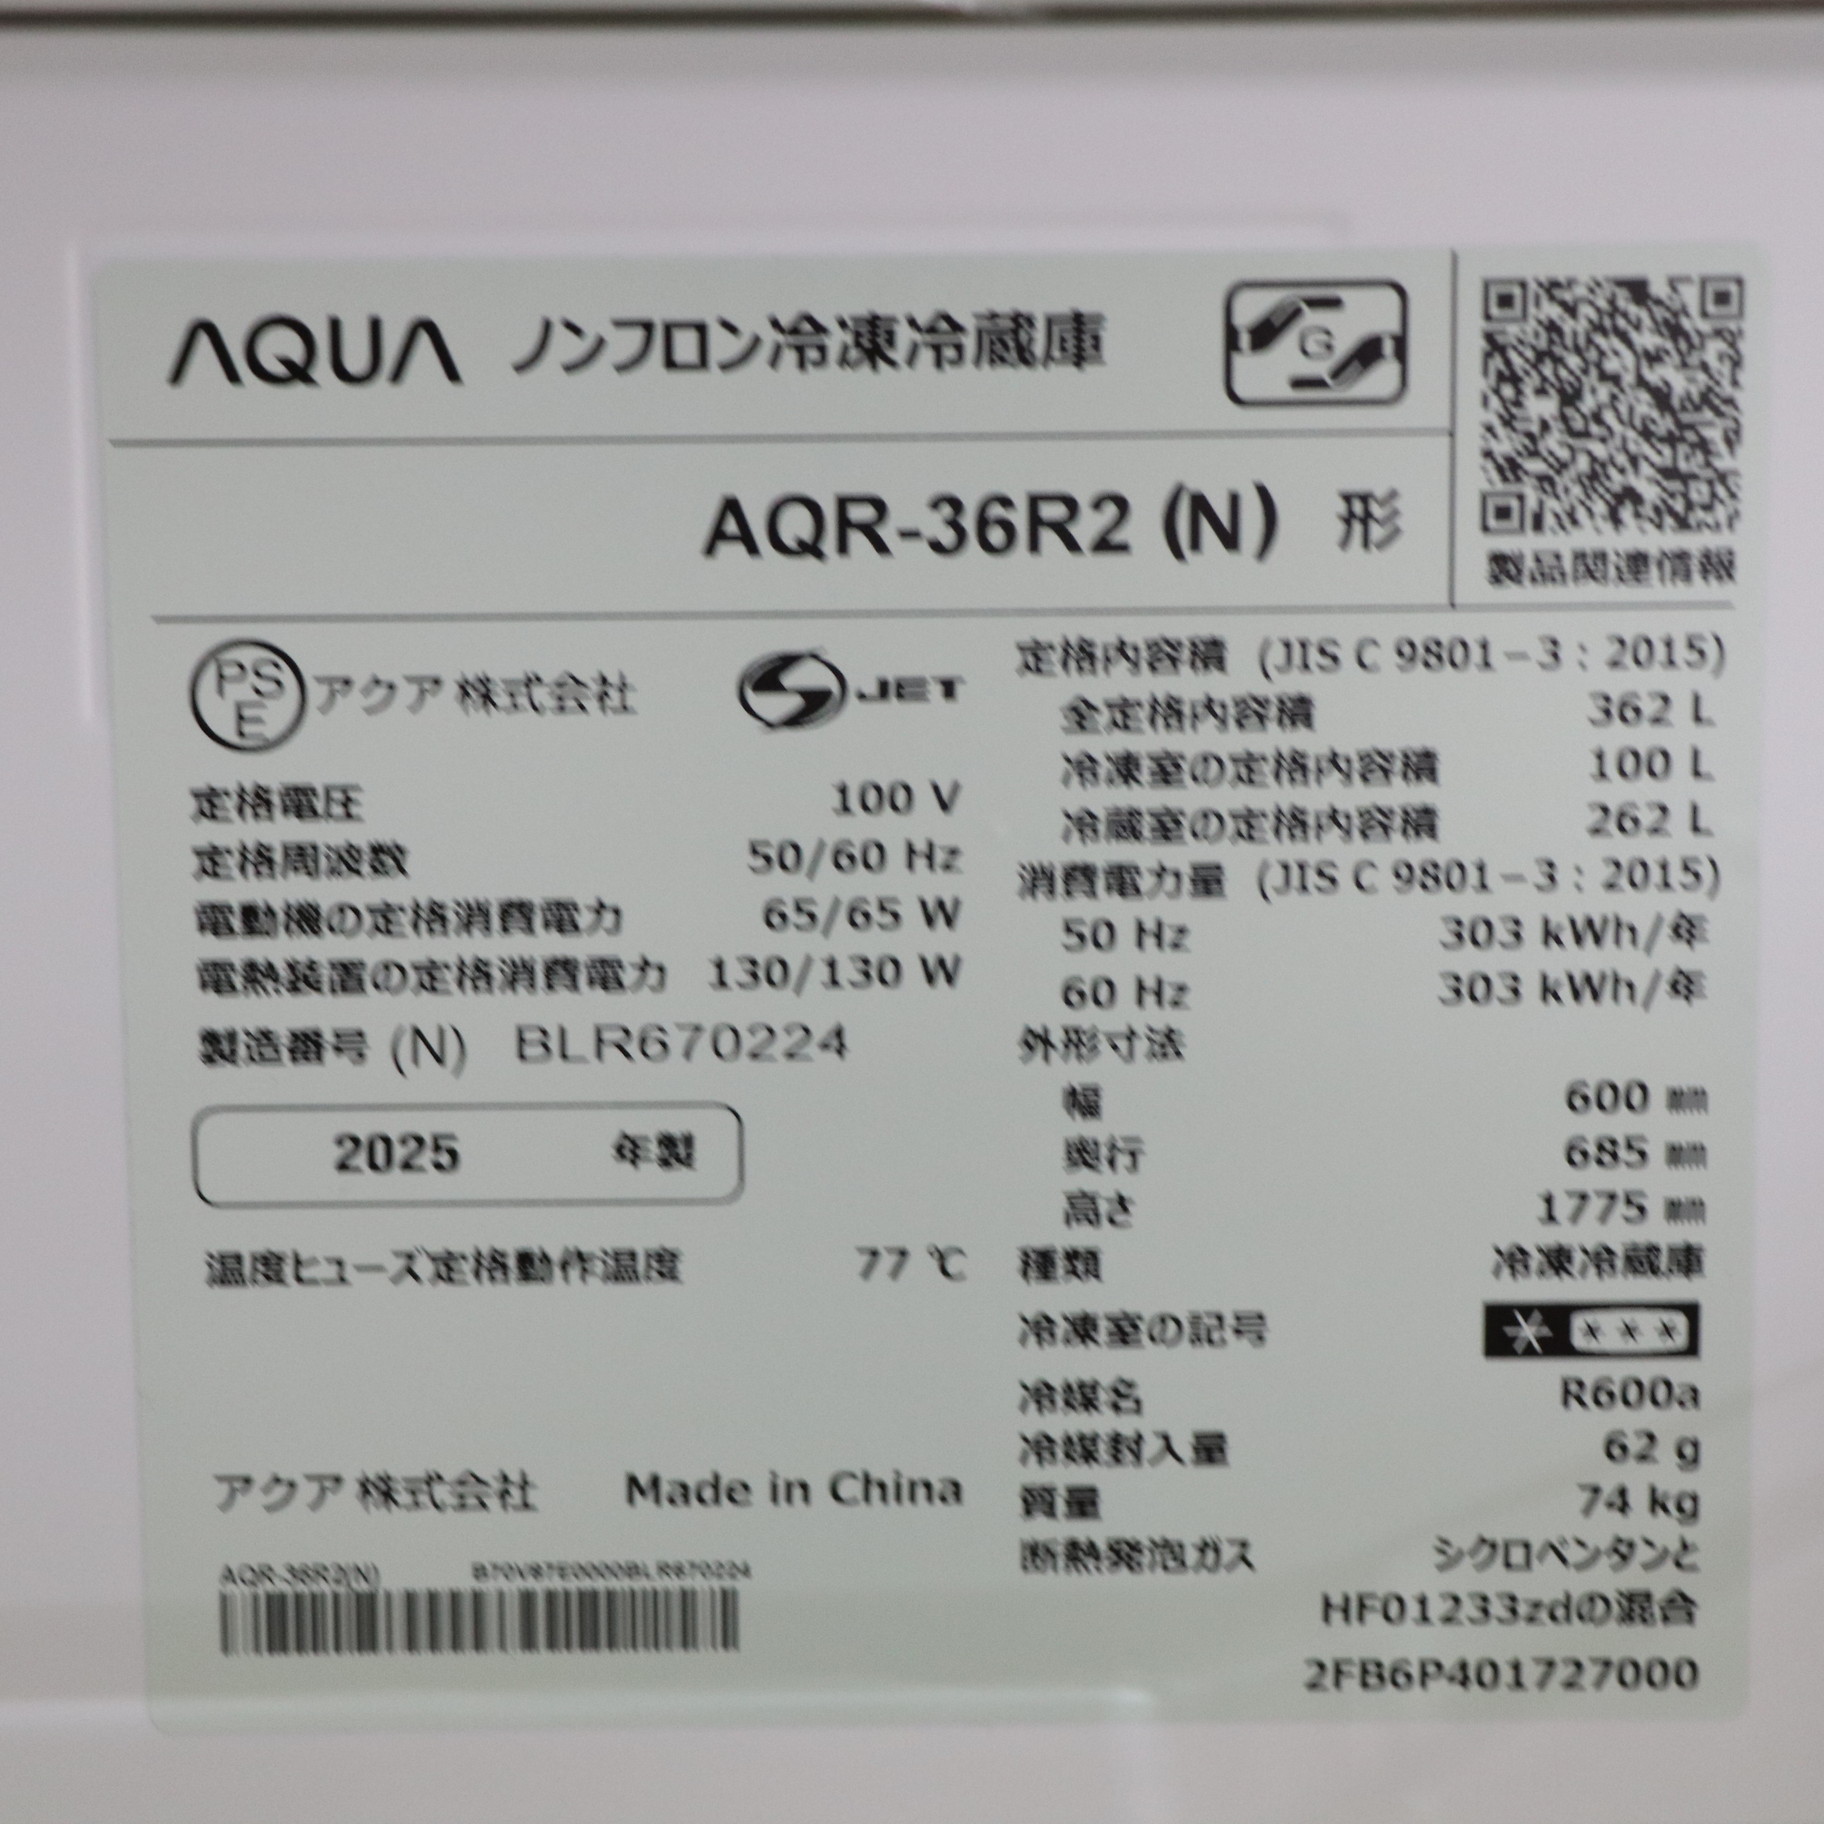 AQUA ノンフロン冷凍冷蔵庫
G
AQR-36R2 (N) 形
製品関連情報
PS
E
アクア 株式会社
JET
定格電圧 100 V
定格周波数 50/60 Hz
電動機の定格消費電力 65/65 W
電熱装置の定格消費電力 130/130 W
製造番号 (N) BLR670224
2025 年製
温度ヒューズ定格動作温度 77 ℃
アクア 株式会社 Made in China
AQR-36R2(N) B70V87E0000BLR670224
定格内容積 (JIS C 9801-3 : 2015)
全定格内容積 362 L
冷凍室の定格内容積 100 L
冷蔵室の定格内容積 262 L
消費電力量 (JIS C 9801-3 : 2015)
50 Hz 303 kWh/年
60 Hz 303 kWh/年
外形寸法
幅 600 ㎜
奥行 685 ㎜
高さ 1775 ㎜
種類 冷凍冷蔵庫
冷凍室の記号 * ***
冷媒名 R600a
冷媒封入量 62 g
質量 74 kg
断熱発泡ガス シクロペンタンと
HFO1233zdの混合
2FB6P401727000